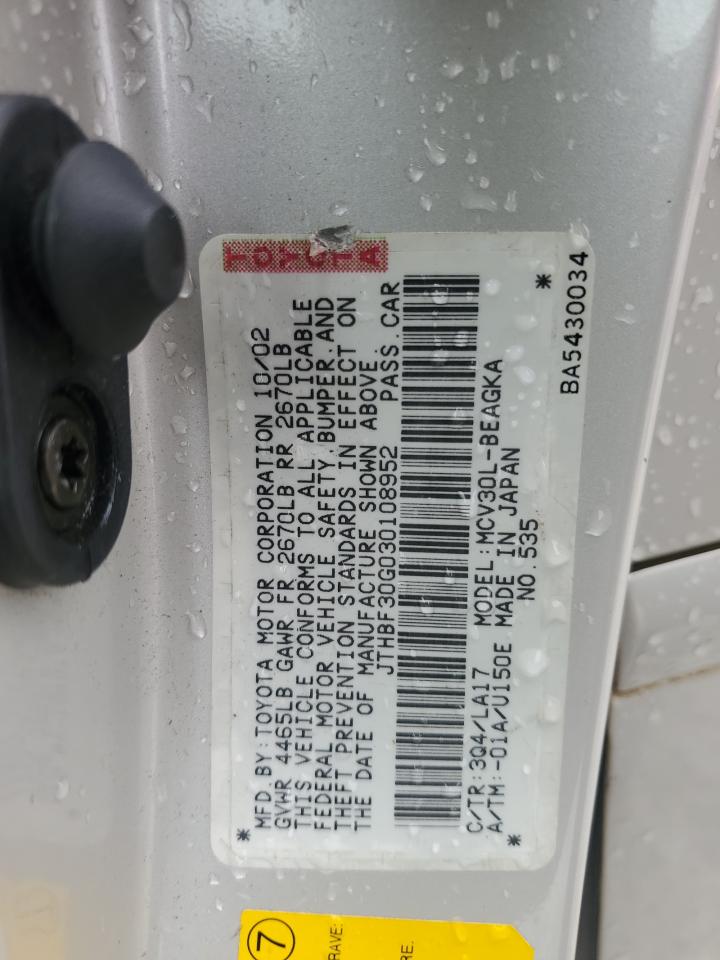 TOYOTA
MFD. BY: TOYOTA MOTOR CORPORATION 10/02
GVWR 4465LB GAWR FR 2670LB RR 2670LB
THIS VEHICLE CONFORMS TO ALL APPLICABLE
FEDERAL MOTOR VEHICLE SAFETY, BUMPER, AND
THEFT PREVENTION STANDARDS IN EFFECT ON
THE DATE OF MANUFACTURE SHOWN ABOVE.
JTHBF30G030108952 PASS. CAR
C/TR: 3Q4/LA17 MODEL: MCV30L-BEAGKA
A/TM: -01A/U150E MADE IN JAPAN
* NO. 535 *
BA5430034
7
RAVE:
RE.